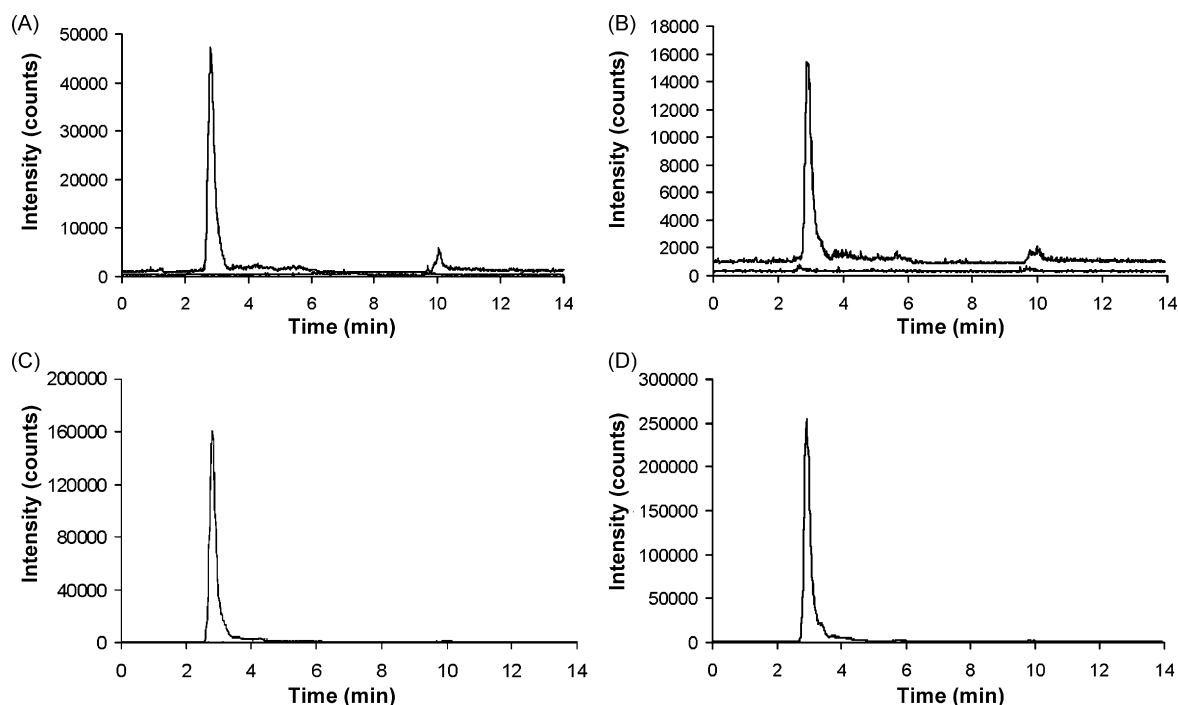 (A)
Intensity (counts)
50000
40000
30000
20000
10000
0
0 2 4 6 8 10 12 14
Time (min)
(B)
Intensity (counts)
18000
16000
14000
12000
10000
8000
6000
4000
2000
0
0 2 4 6 8 10 12 14
Time (min)
(C)
Intensity (counts)
200000
160000
120000
80000
40000
0
0 2 4 6 8 10 12 14
Time (min)
(D)
Intensity (counts)
300000
250000
200000
150000
100000
50000
0
0 2 4 6 8 10 12 14
Time (min)